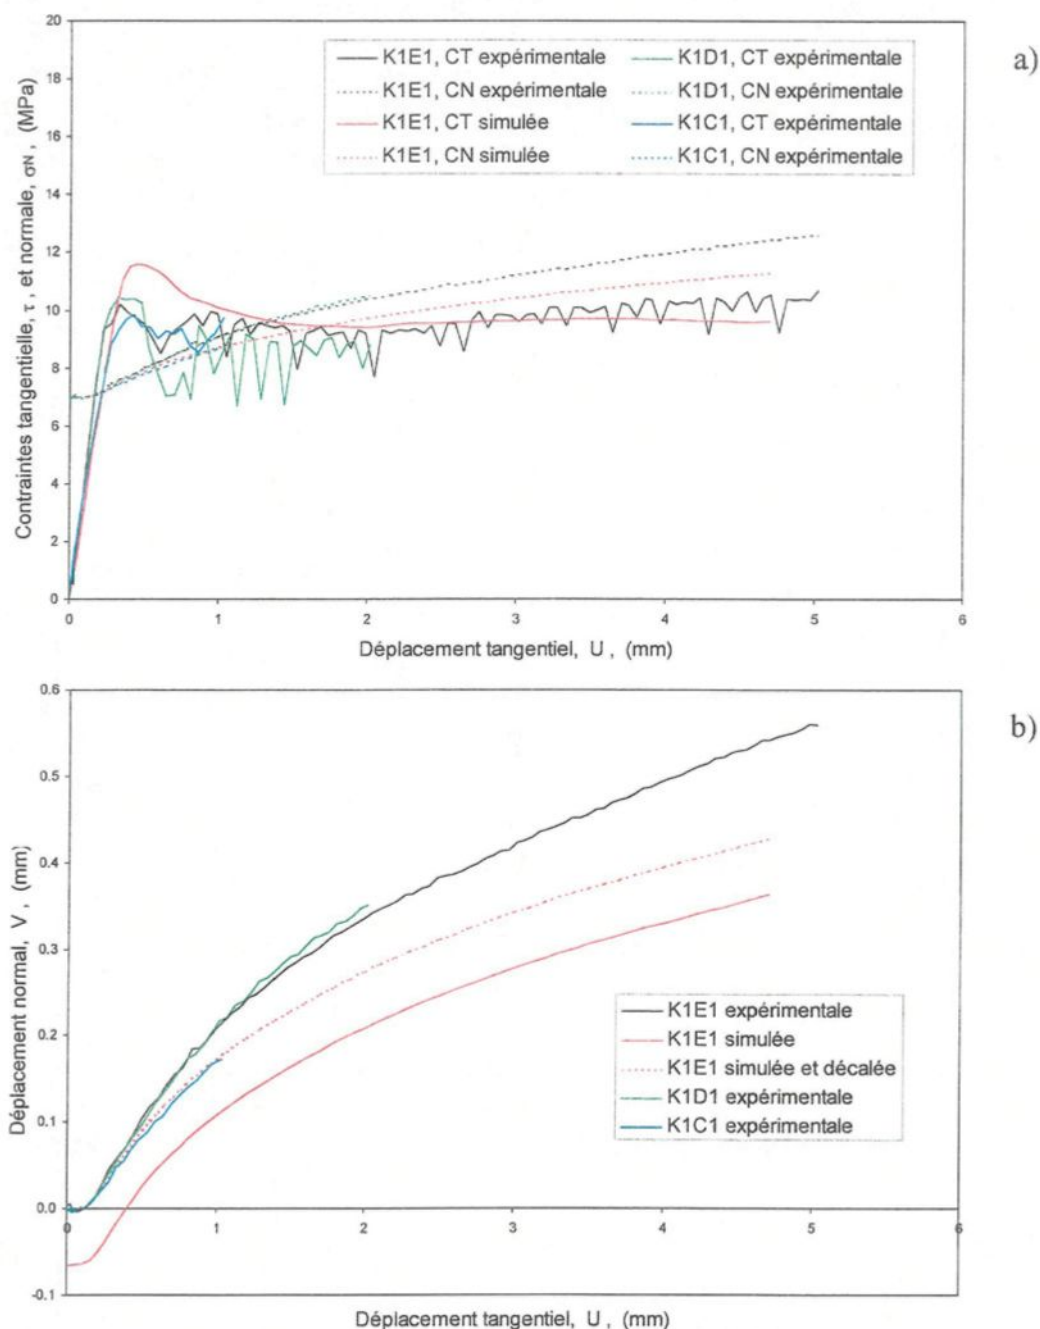 a)
Contraintes tangentielle, τ , et normale, σN, (MPa)
20
18
16
14
12
10
8
6
4
2
0
K1E1, CT expérimentale
K1E1, CN expérimentale
K1E1, CT simulée
K1E1, CN simulée
K1D1, CT expérimentale
K1D1, CN expérimentale
K1C1, CT expérimentale
K1C1, CN expérimentale
0 1 2 3 4 5 6
Déplacement tangentiel, U , (mm)
b)
Déplacement normal, V , (mm)
0.6
0.5
0.4
0.3
0.2
0.1
0.0
-0.1
K1E1 expérimentale
K1E1 simulée
K1E1 simulée et décalée
K1D1 expérimentale
K1C1 expérimentale
0 1 2 3 4 5 6
Déplacement tangentiel, U , (mm)